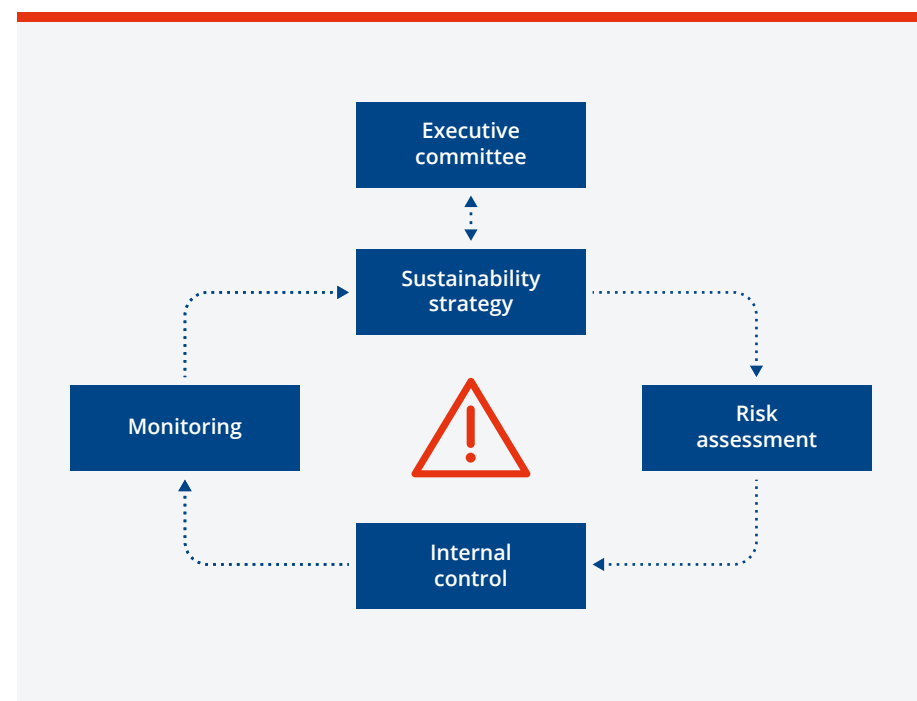 Executive
committee
Sustainability
strategy
Monitoring
Risk
assessment
Internal
control